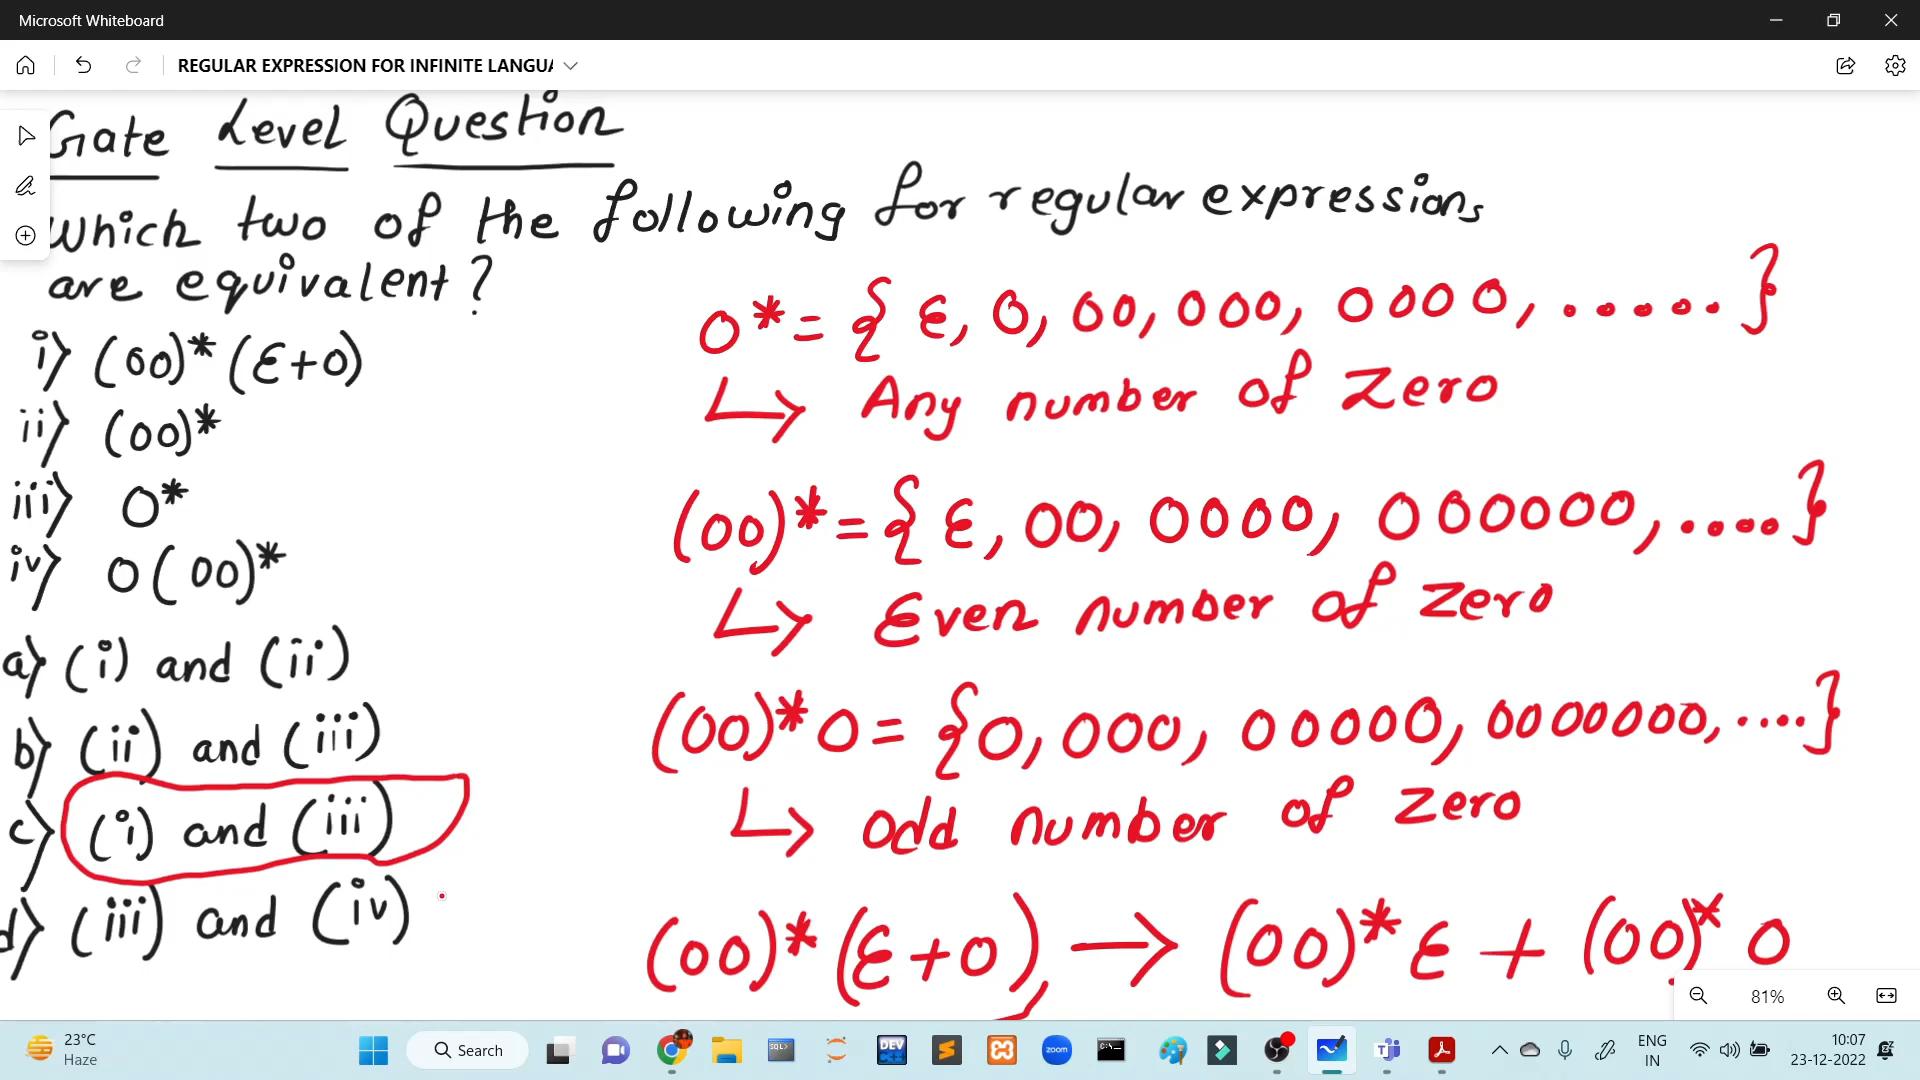 Microsoft Whiteboard
REGULAR EXPRESSION FOR INFINITE LANGUA
Gate Level Question
Which two of the following for regular expressions
are equivalent?
i) (00)*(ε+0)
ii) (00)*
iii) 0*
iv) 0(00)*
a) (i) and (ii)
b) (ii) and (iii)
c) (i) and (iii)
d) (iii) and (iv)
0* = {ε, 0, 00, 000, 0000, .....}
↳ Any number of Zero
(00)* = {ε, 00, 0000, 000000, ....}
↳ Even number of zero
(00)*0 = {0, 000, 00000, 0000000, ....}
↳ odd number of zero
(00)*(ε+0) → (00)*ε + (00)*0
81%
23°C
Haze
Search
SQL>
DEV
C++
zoom
C:\_
ENG
IN
10:07
23-12-2022